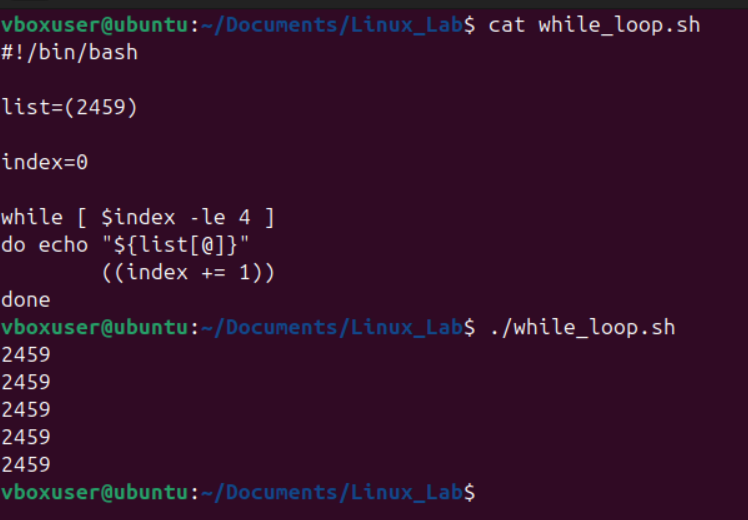 vboxuser@ubuntu:~/Documents/Linux_Lab$ cat while_loop.sh
#!/bin/bash

list=(2459)

index=0

while [ $index -le 4 ]
do echo "${list[@]}"
        ((index += 1))
done
vboxuser@ubuntu:~/Documents/Linux_Lab$ ./while_loop.sh
2459
2459
2459
2459
2459
vboxuser@ubuntu:~/Documents/Linux_Lab$